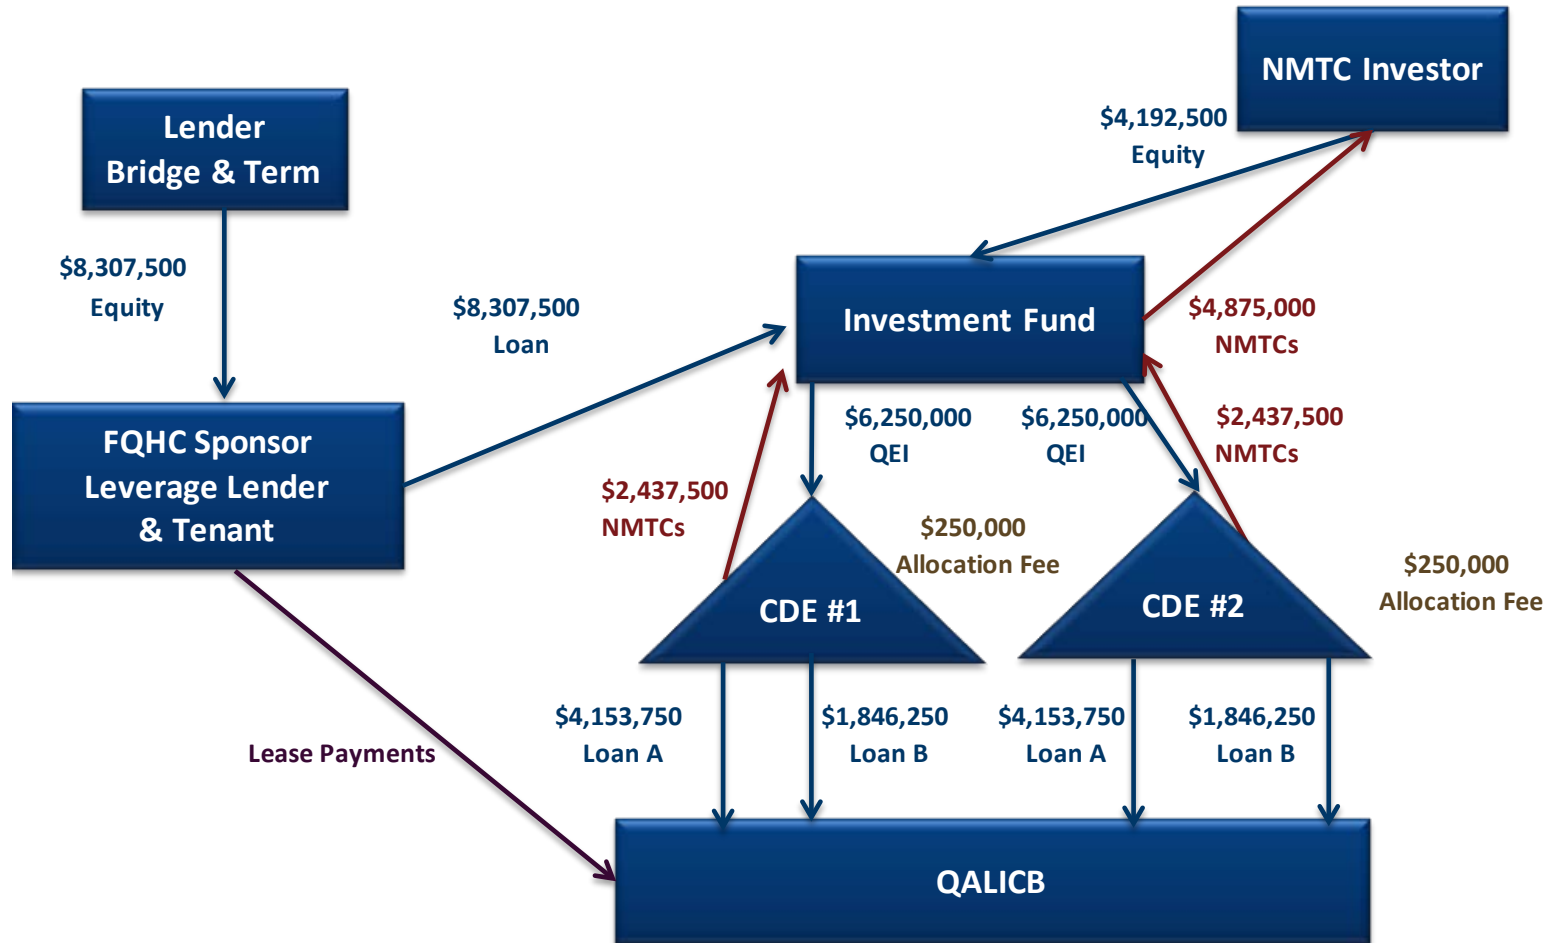 NMTC Investor
Lender
Bridge & Term
$4,192,500
Equity
$8,307,500
Equity
$8,307,500
Loan
Investment Fund
$4,875,000
NMTCs
FQHC Sponsor
Leverage Lender
& Tenant
$6,250,000
QEI
$6,250,000
QEI
$2,437,500
NMTCs
$2,437,500
NMTCs
$250,000
Allocation Fee
$250,000
Allocation Fee
CDE #1
CDE #2
$4,153,750
Loan A
$1,846,250
Loan B
$4,153,750
Loan A
$1,846,250
Loan B
Lease Payments
QALICB